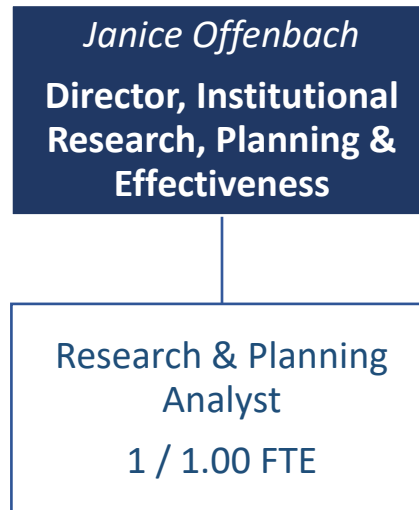 Janice Offenbach
Director, Institutional
Research, Planning &
Effectiveness
Research & Planning
Analyst
1 / 1.00 FTE